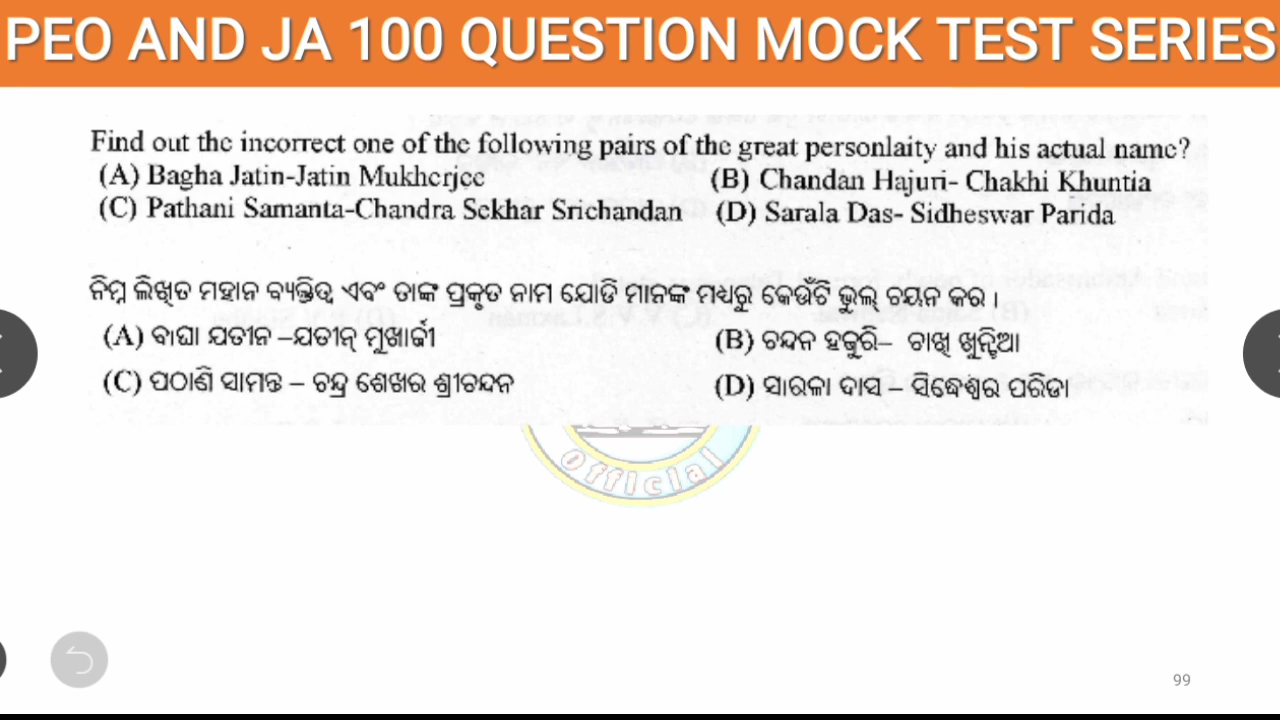 PEO AND JA 100 QUESTION MOCK TEST SERIES
Find out the incorrect one of the following pairs of the great personlaity and his actual name?
(A) Bagha Jatin-Jatin Mukherjee (B) Chandan Hajuri- Chakhi Khuntia
(C) Pathani Samanta-Chandra Sekhar Srichandan (D) Sarala Das- Sidheswar Parida
ନିମ୍ନ ଲିଖିତ ମହାନ ବ୍ୟକ୍ତିତ୍ୱ ଏବଂ ତାଙ୍କ ପ୍ରକୃତ ନାମ ଯୋଡି ମାନଙ୍କ ମଧ୍ୟରୁ କେଉଁଟି ଭୁଲ୍ ଚୟନ କର।
(A) ବାଘା ଯତୀନ –ଯତୀନ୍ ମୁଖାର୍ଜୀ (B) ଚନ୍ଦନ ହଜୁରି– ଚାଖି ଖୁଣ୍ଟିଆ
(C) ପଠାଣି ସାମନ୍ତ – ଚନ୍ଦ୍ର ଶେଖର ଶ୍ରୀଚନ୍ଦନ (D) ସାରଳା ଦାସ – ସିଦ୍ଧେଶ୍ୱର ପରିଡା
Official
99